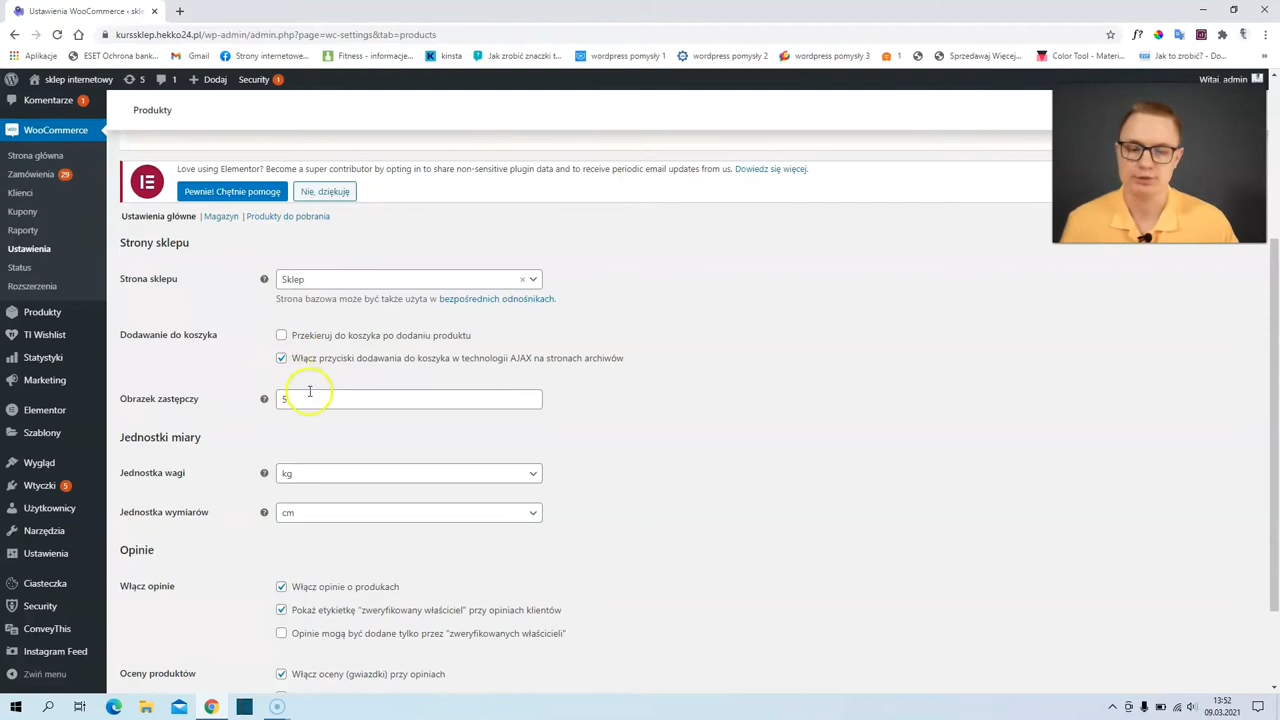 Ustawienia WooCommerce ‹ skle
kurssklep.hekko24.pl/wp-admin/admin.php?page=wc-settings&tab=products
Aplikacje
ESET Ochrona bank...
Strony internetowe...
Fitness - informacje...
kinsta
Jak zrobić znaczki t...
wordpress pomysły 1
wordpress pomysły 2
wordpress pomysły 3
1
Sprzedawaj Więcej...
Color Tool - Materi...
Jak to zrobić? - Do...
sklep internetowy
5
1
Dodaj
Security 1
Witaj, admin
Komentarze 1
WooCommerce
Strona główna
Zamówienia 29
Klienci
Kupony
Raporty
Ustawienia
Status
Rozszerzenia
Produkty
TI Wishlist
Statystyki
Marketing
Elementor
Szablony
Wygląd
Wtyczki 5
Użytkownicy
Narzędzia
Ustawienia
Ciasteczka
Security
ConveyThis
Instagram Feed
Zwiń menu
Produkty
Love using Elementor? Become a super contributor by opting in to share non-sensitive plugin data and to receive periodic email updates from us. Dowiedz się więcej.
Pewnie! Chętnie pomogę
Nie, dziękuję
Ustawienia główne | Magazyn | Produkty do pobrania
Strony sklepu
Strona sklepu
Sklep
Strona bazowa może być także użyta w bezpośrednich odnośnikach.
Dodawanie do koszyka
Przekieruj do koszyka po dodaniu produktu
Włącz przyciski dodawania do koszyka w technologii AJAX na stronach archiwów
Obrazek zastępczy
5
Jednostki miary
Jednostka wagi
kg
Jednostka wymiarów
cm
Opinie
Włącz opinie
Włącz opinie o produkach
Pokaż etykietkę "zweryfikowany właściciel" przy opiniach klientów
Opinie mogą być dodane tylko przez "zweryfikowanych właścicieli"
Oceny produktów
Włącz oceny (gwiazdki) przy opiniach
13:52
09.03.2021